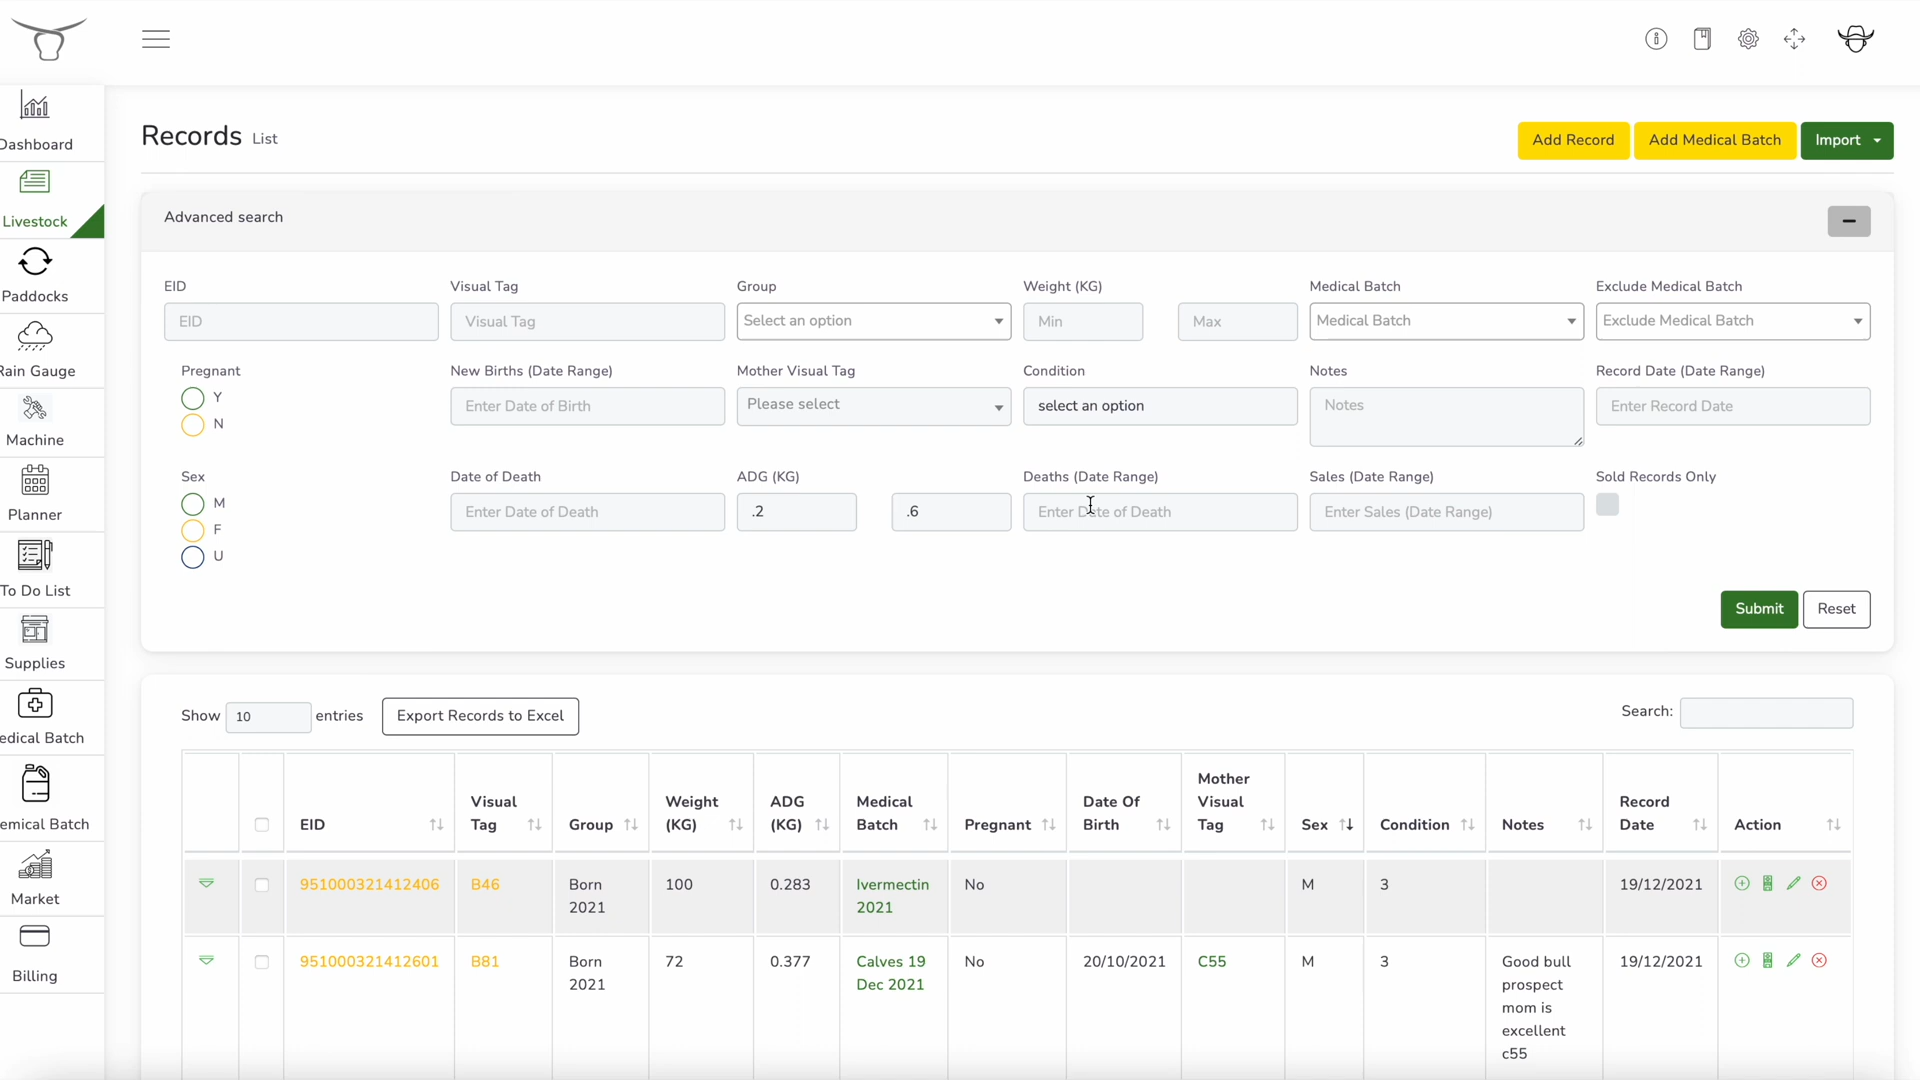 Records List
Add Record
Add Medical Batch
Import
Dashboard
Livestock
Paddocks
Rain Gauge
Machine
Planner
To Do List
Supplies
edical Batch
emical Batch
Market
Billing
Advanced search
EID
Visual Tag
Group
Weight (KG)
Medical Batch
Exclude Medical Batch
EID
Visual Tag
Select an option
Min
Max
Medical Batch
Exclude Medical Batch
Pregnant
New Births (Date Range)
Mother Visual Tag
Condition
Notes
Record Date (Date Range)
Y
N
Enter Date of Birth
Please select
select an option
Notes
Enter Record Date
Sex
Date of Death
ADG (KG)
Deaths (Date Range)
Sales (Date Range)
Sold Records Only
M
F
U
Enter Date of Death
.2
.6
Enter Date of Death
Enter Sales (Date Range)
Submit
Reset
Show 10 entries
Export Records to Excel
Search:
EID
Visual
Tag
Group
Weight
(KG)
ADG
(KG)
Medical
Batch
Pregnant
Date Of
Birth
Mother
Visual
Tag
Sex
Condition
Notes
Record
Date
Action
951000321412406
B46
Born
2021
100
0.283
Ivermectin
2021
No
M
3
19/12/2021
951000321412601
B81
Born
2021
72
0.377
Calves 19
Dec 2021
No
20/10/2021
C55
M
3
Good bull
prospect
mom is
excellent
c55
19/12/2021